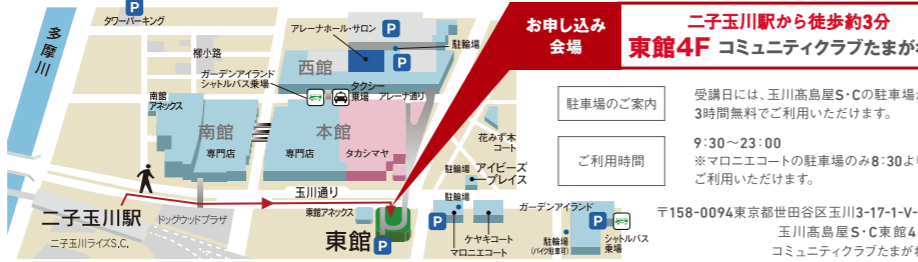 P
タワーパーキング
多摩川
柳小路
アレーナホール・サロン
P
駐輪場
P
西館
ガーデンアイランド
シャトルバス乗場
タクシー
乗場
アレーナ通り
南館
アネックス
南館
専門店
本館
専門店
タカシマヤ
花みず木
コート
駐輪場
アイビーズ
プレイス
玉川通り
二子玉川駅
二子玉川ライズS.C.
ドッグウッドプラザ
東館アネックス
東館
P
駐輪場
P
ケヤキコート
マロニエコート
ガーデンアイランド
P
駐輪場
(バイク駐車可)
シャトルバス
乗場
お申し込み
会場
二子玉川駅から徒歩約3分
東館4F コミュニティクラブたまがわ
駐車場のご案内
受講日には、玉川髙島屋S・Cの駐車場が
3時間無料でご利用いただけます。
ご利用時間
9:30〜23:00
※マロニエコートの駐車場のみ8:30より
ご利用いただけます。
〒158-0094東京都世田谷区玉川3-17-1-V-
玉川髙島屋S・C東館4
コミュニティクラブたまがわ